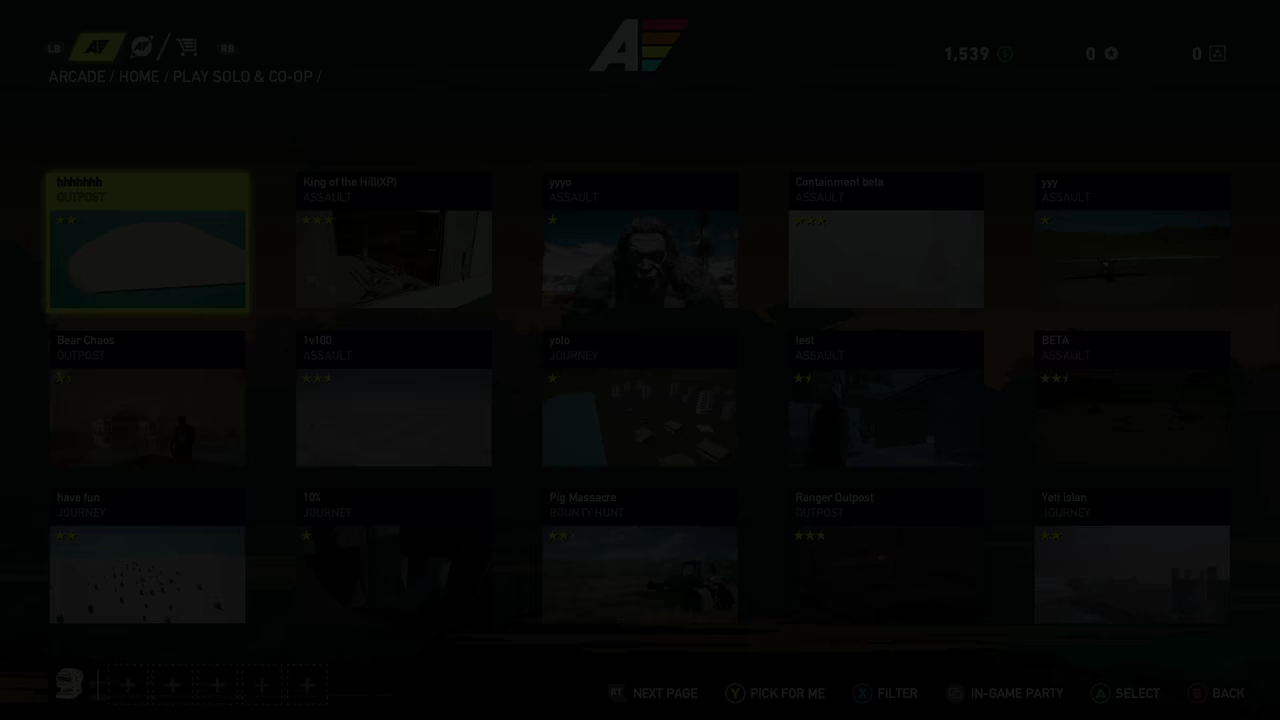 LB RB
1,539 0 0
ARCADE / HOME / PLAY SOLO & CO-OP /
hhhhhhh
OUTPOST
King of the Hill(XP)
ASSAULT
yyyo
ASSAULT
Containment beta
ASSAULT
yyy
ASSAULT
Bear Chaos
OUTPOST
1v100
ASSAULT
yolo
JOURNEY
test
ASSAULT
BETA
ASSAULT
have fun
JOURNEY
10%
JOURNEY
Pig Massacre
BOUNTY HUNT
Ranger Outpost
OUTPOST
Yeti islan
JOURNEY
RT NEXT PAGE Y PICK FOR ME X FILTER IN-GAME PARTY A SELECT B BACK